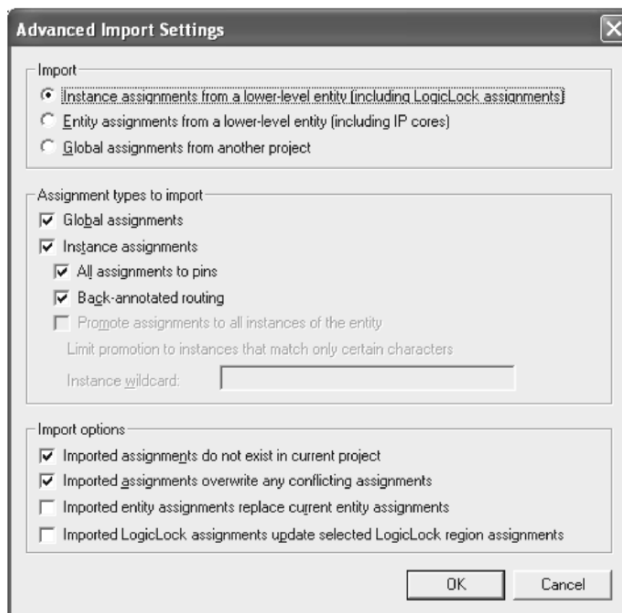 Advanced Import Settings
Import
Instance assignments from a lower-level entity (including LogicLock assignments)
Entity assignments from a lower-level entity (including IP cores)
Global assignments from another project
Assignment types to import
Global assignments
Instance assignments
All assignments to pins
Back-annotated routing
Promote assignments to all instances of the entity
Limit promotion to instances that match only certain characters
Instance wildcard:
Import options
Imported assignments do not exist in current project
Imported assignments overwrite any conflicting assignments
Imported entity assignments replace current entity assignments
Imported LogicLock assignments update selected LogicLock region assignments
OK Cancel